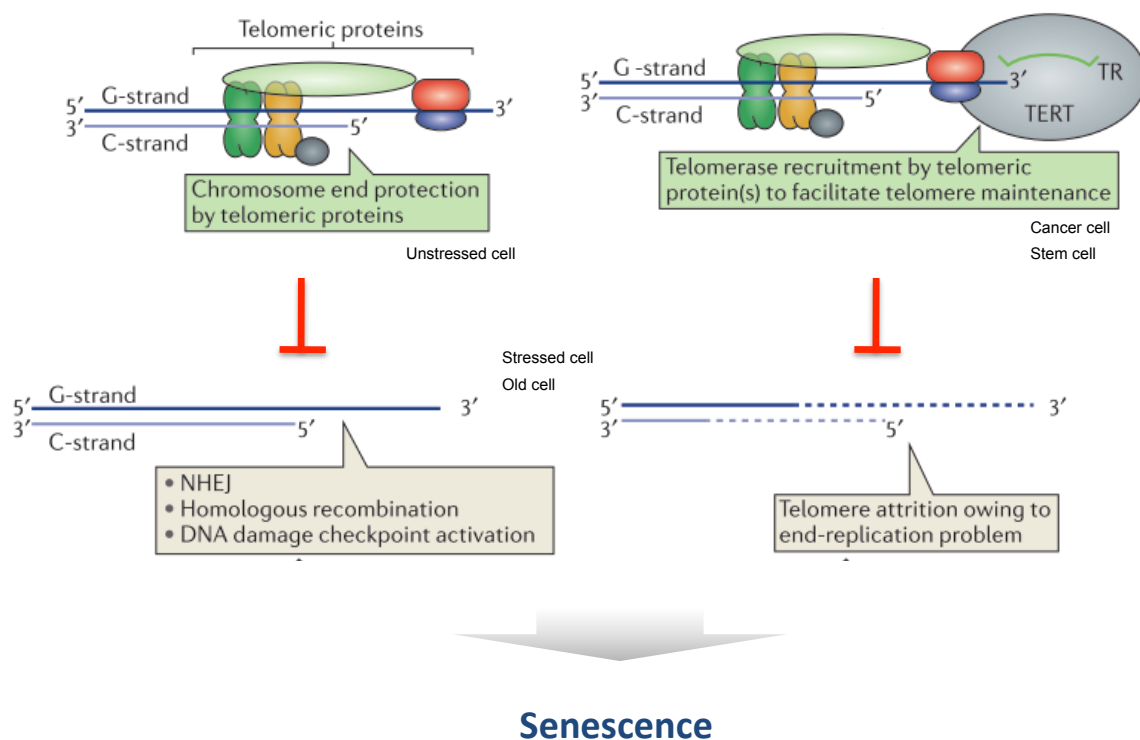 Telomeric proteins
5′ G-strand 3′
3′ C-strand 5′
Chromosome end protection
by telomeric proteins
Unstressed cell
G-strand
5′ 3′ TR
3′ 5′
C-strand TERT
Telomerase recruitment by telomeric
protein(s) to facilitate telomere maintenance
Cancer cell
Stem cell
Stressed cell
Old cell
G-strand
5′ 3′
3′ 5′
C-strand
• NHEJ
• Homologous recombination
• DNA damage checkpoint activation
5′ 3′
3′ 5′
Telomere attrition owing to
end-replication problem
Senescence